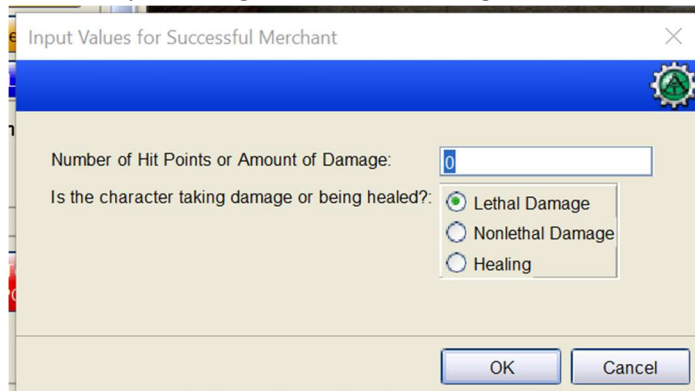 Input Values for Successful Merchant
Number of Hit Points or Amount of Damage:
0
Is the character taking damage or being healed?:
Lethal Damage
Nonlethal Damage
Healing
OK
Cancel